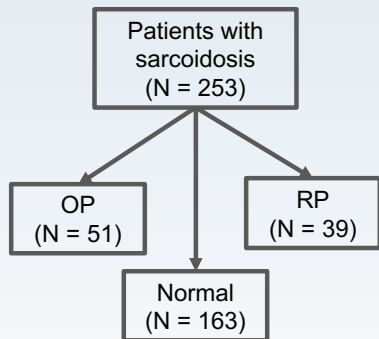 Patients with
sarcoidosis
(N = 253)
OP
(N = 51)
RP
(N = 39)
Normal
(N = 163)